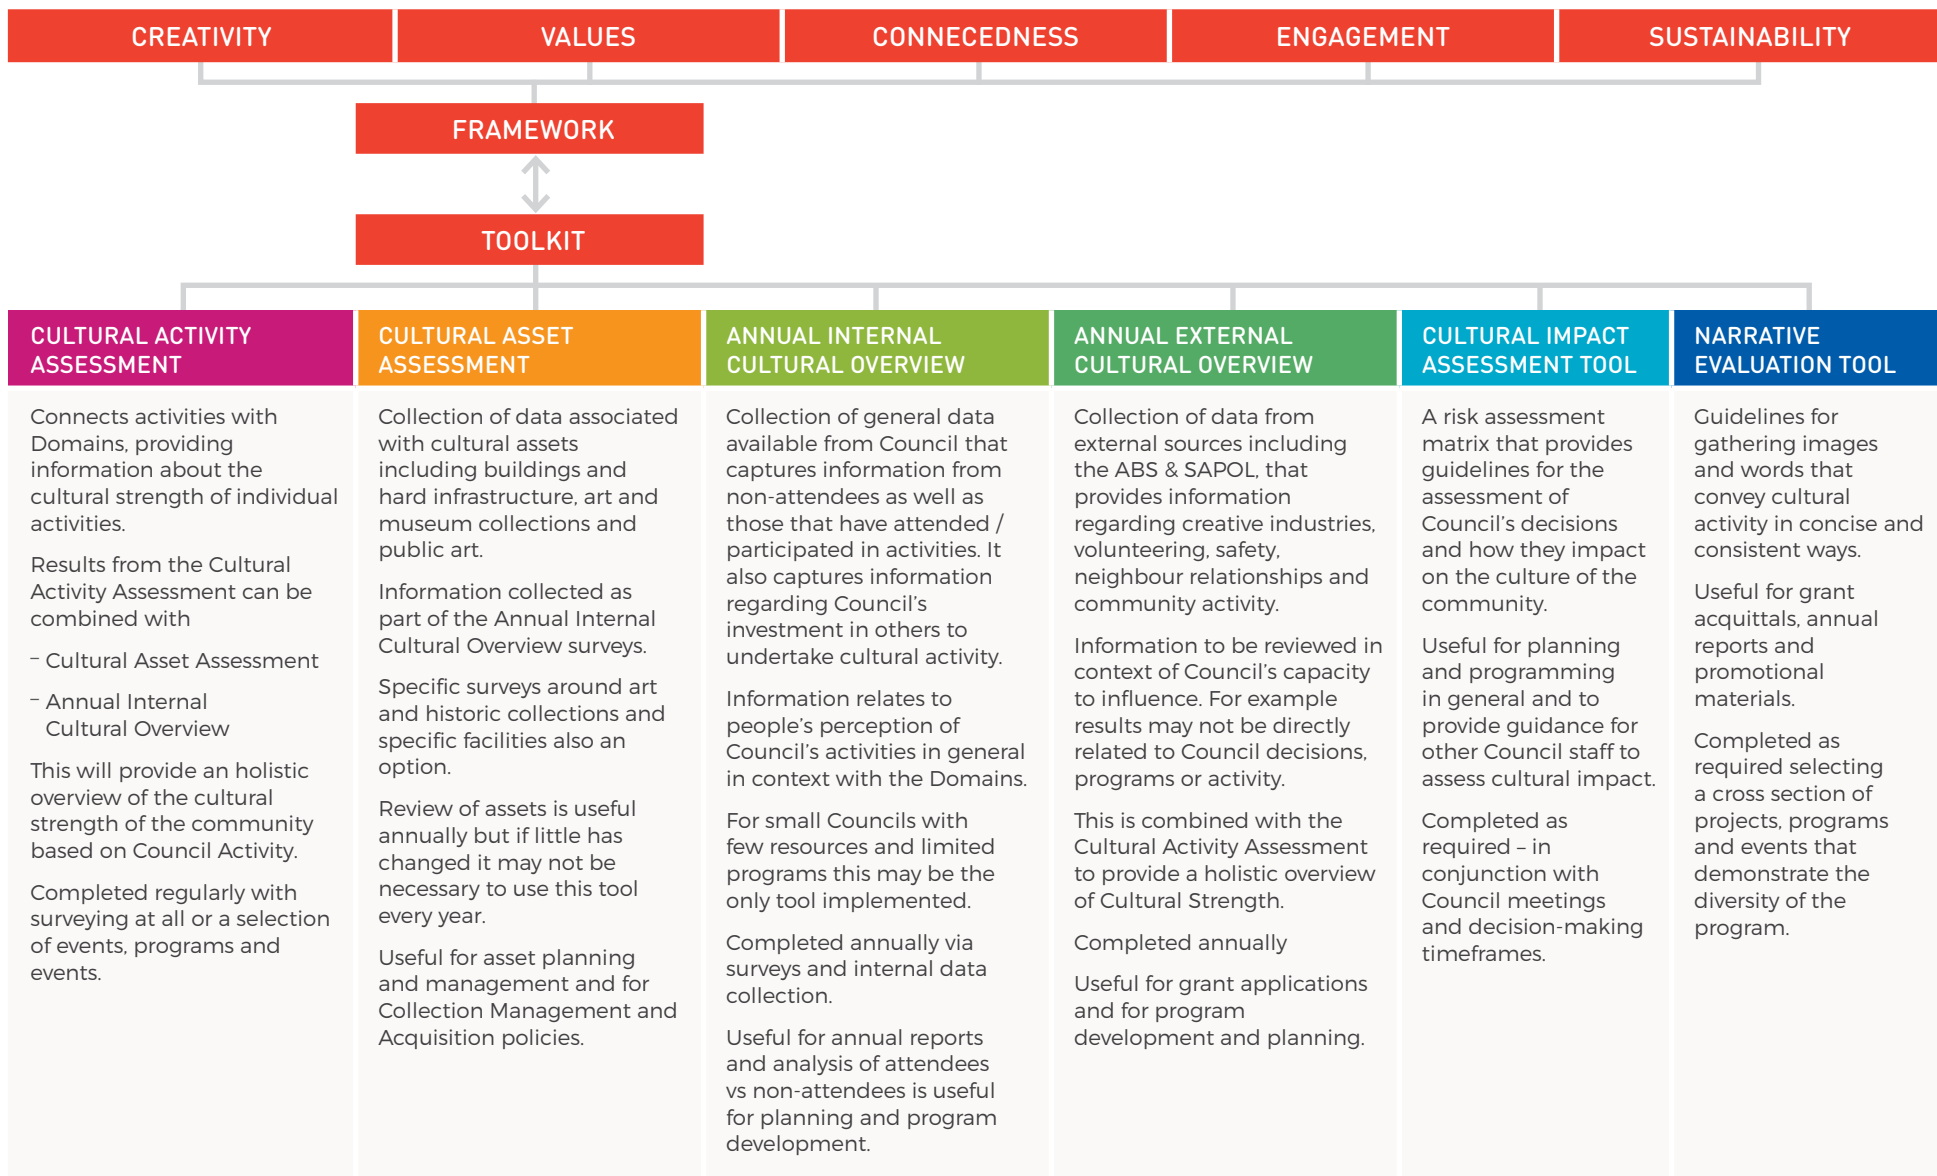 CREATIVITY
VALUES
CONNECEDNESS
ENGAGEMENT
SUSTAINABILITY
FRAMEWORK
TOOLKIT
CULTURAL ACTIVITY
ASSESSMENT
Connects activities with
Domains, providing
information about the
cultural strength of individual
activities.
Results from the Cultural
Activity Assessment can be
combined with
– Cultural Asset Assessment
– Annual Internal
Cultural Overview
This will provide an holistic
overview of the cultural
strength of the community
based on Council Activity.
Completed regularly with
surveying at all or a selection
of events, programs and
events.
CULTURAL ASSET
ASSESSMENT
Collection of data associated
with cultural assets
including buildings and
hard infrastructure, art and
museum collections and
public art.
Information collected as
part of the Annual Internal
Cultural Overview surveys.
Specific surveys around art
and historic collections and
specific facilities also an
option.
Review of assets is useful
annually but if little has
changed it may not be
necessary to use this tool
every year.
Useful for asset planning
and management and for
Collection Management and
Acquisition policies.
ANNUAL INTERNAL
CULTURAL OVERVIEW
Collection of general data
available from Council that
captures information from
non-attendees as well as
those that have attended /
participated in activities. It
also captures information
regarding Council’s
investment in others to
undertake cultural activity.
Information relates to
people’s perception of
Council’s activities in general
in context with the Domains.
For small Councils with
few resources and limited
programs this may be the
only tool implemented.
Completed annually via
surveys and internal data
collection.
Useful for annual reports
and analysis of attendees
vs non-attendees is useful
for planning and program
development.
ANNUAL EXTERNAL
CULTURAL OVERVIEW
Collection of data from
external sources including
the ABS & SAPOL, that
provides information
regarding creative industries,
volunteering, safety,
neighbour relationships and
community activity.
Information to be reviewed in
context of Council’s capacity
to influence. For example
results may not be directly
related to Council decisions,
programs or activity.
This is combined with the
Cultural Activity Assessment
to provide a holistic overview
of Cultural Strength.
Completed annually
Useful for grant applications
and for program
development and planning.
CULTURAL IMPACT
ASSESSMENT TOOL
A risk assessment
matrix that provides
guidelines for the
assessment of
Council’s decisions
and how they impact
on the culture of the
community.
Useful for planning
and programming
in general and to
provide guidance for
other Council staff to
assess cultural impact.
Completed as
required – in
conjunction with
Council meetings
and decision-making
timeframes.
NARRATIVE
EVALUATION TOOL
Guidelines for
gathering images
and words that
convey cultural
activity in concise and
consistent ways.
Useful for grant
acquittals, annual
reports and
promotional
materials.
Completed as
required selecting
a cross section of
projects, programs
and events that
demonstrate the
diversity of the
program.